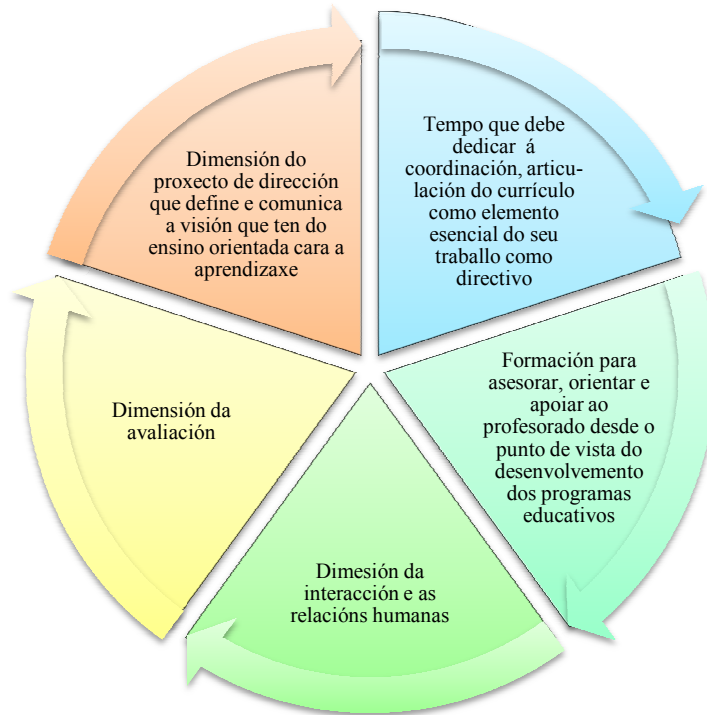 Tempo que debe
dedicar á
coordinación, articu-
lación do currículo
como elemento
esencial do seu
traballo como
directivo
Formación para
asesorar, orientar e
apoiar ao
profesorado desde o
punto de vista do
desenvolvemento
dos programas
educativos
Dimesión da
interacción e as
relacións humanas
Dimensión da
avaliación
Dimensión do
proxecto de dirección
que define e comunica
a visión que ten do
ensino orientada cara a
aprendizaxe